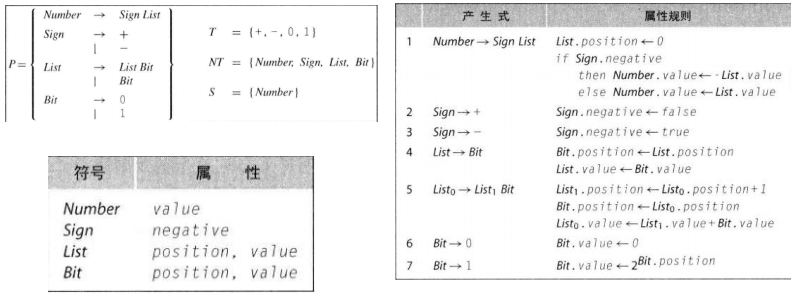 P =
Number → Sign List
Sign → +
| −
List → List Bit
| Bit
Bit → 0
| 1
T = {+, −, 0, 1}
NT = {Number, Sign, List, Bit}
S = {Number}
符号 属 性
Number value
Sign negative
List position, value
Bit position, value
产 生 式 属性规则
1 Number → Sign List List.position ← 0
if Sign.negative
then Number.value ← - List.value
else Number.value ← List.value
2 Sign → + Sign.negative ← false
3 Sign → − Sign.negative ← true
4 List → Bit Bit.position ← List.position
List.value ← Bit.value
5 List₀ → List₁ Bit List₁.position ← List₀.position+1
Bit.position ← List₀.position
List₀.value ← List₁.value + Bit.value
6 Bit → 0 Bit.value ← 0
7 Bit → 1 Bit.value ← 2^Bit.position